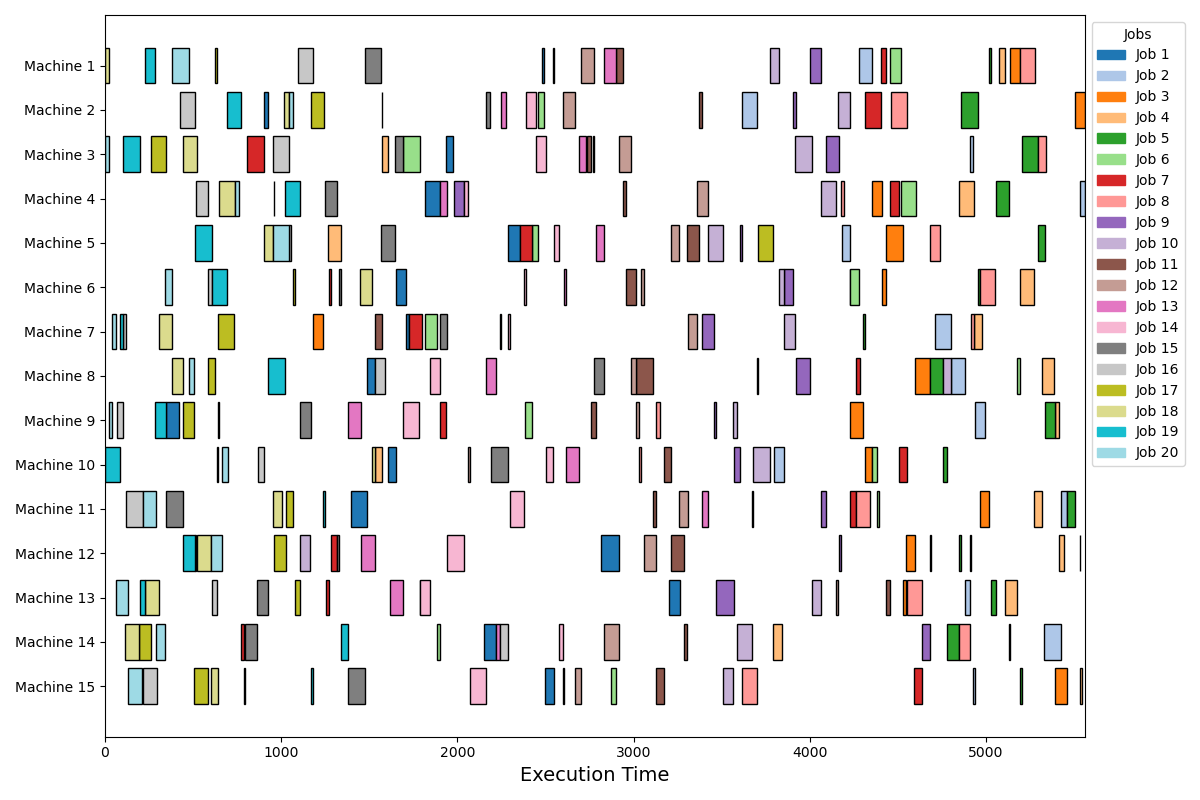 Machine 1
Machine 2
Machine 3
Machine 4
Machine 5
Machine 6
Machine 7
Machine 8
Machine 9
Machine 10
Machine 11
Machine 12
Machine 13
Machine 14
Machine 15
0 1000 2000 3000 4000 5000
Execution Time
Jobs
Job 1
Job 2
Job 3
Job 4
Job 5
Job 6
Job 7
Job 8
Job 9
Job 10
Job 11
Job 12
Job 13
Job 14
Job 15
Job 16
Job 17
Job 18
Job 19
Job 20